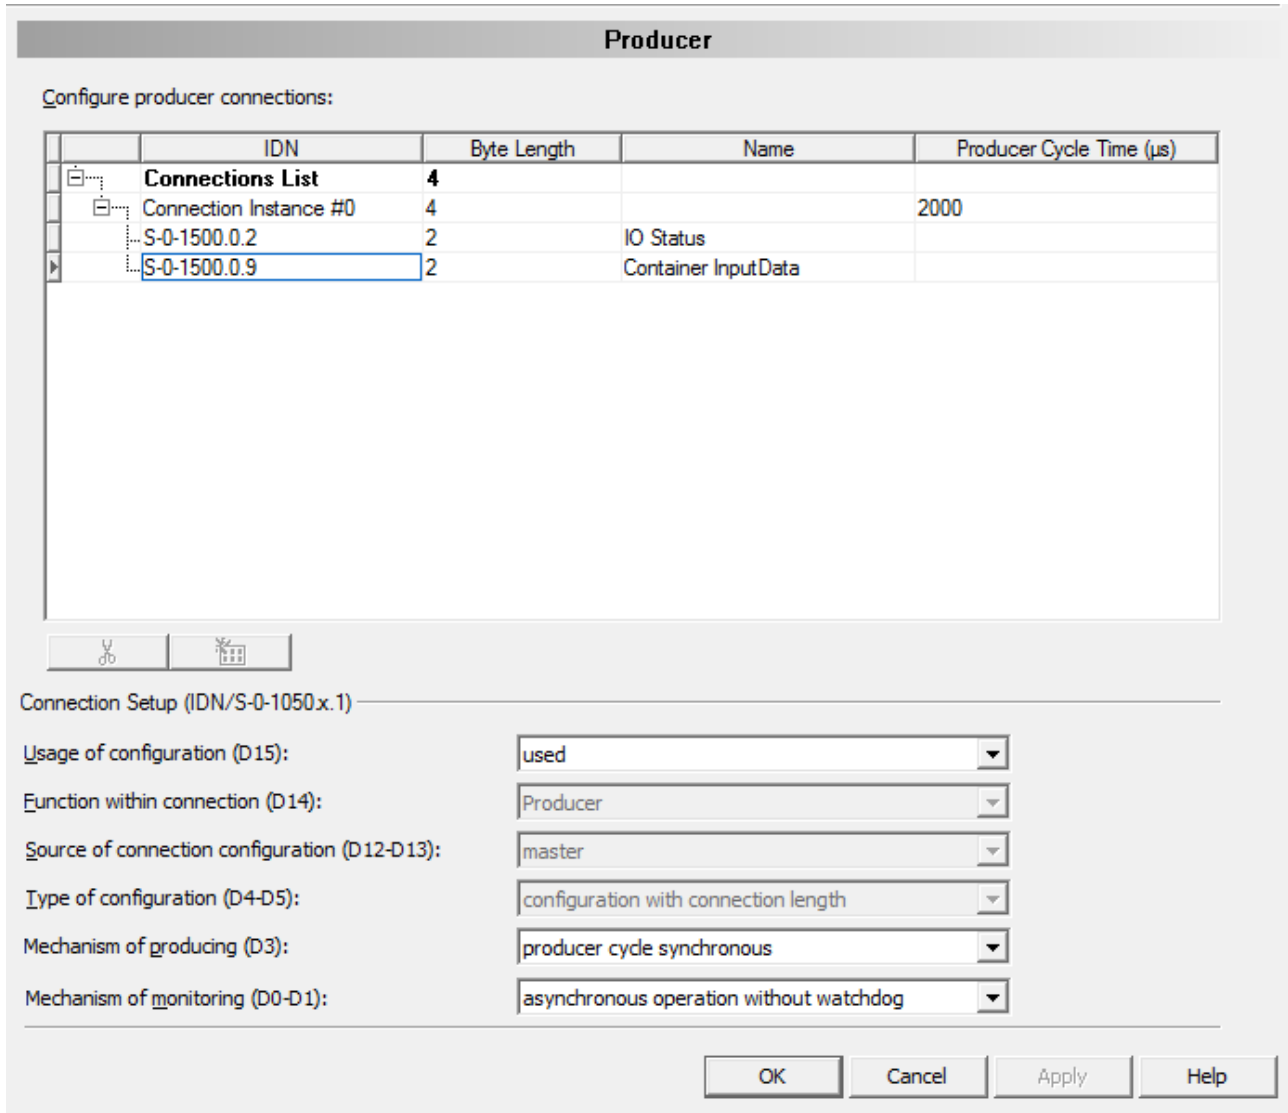 Producer
Configure producer connections:
IDN Byte Length Name Producer Cycle Time (µs)
Connections List 4
Connection Instance #0 4 2000
S-0-1500.0.2 2 IO Status
S-0-1500.0.9 2 Container InputData
Connection Setup (IDN/S-0-1050.x.1)
Usage of configuration (D15): used
Function within connection (D14): Producer
Source of connection configuration (D12-D13): master
Type of configuration (D4-D5): configuration with connection length
Mechanism of producing (D3): producer cycle synchronous
Mechanism of monitoring (D0-D1): asynchronous operation without watchdog
OK Cancel Apply Help